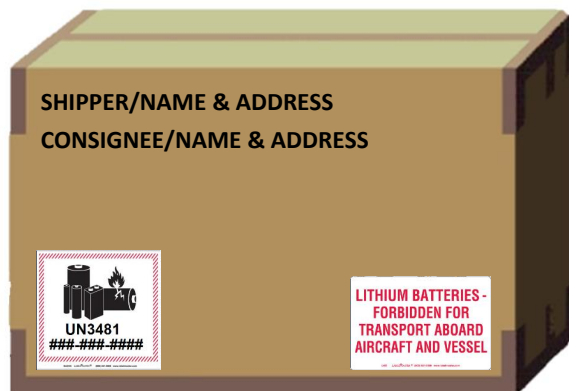 SHIPPER/NAME & ADDRESS
CONSIGNEE/NAME & ADDRESS
UN3481
###-###-####
LITHIUM BATTERIES -
FORBIDDEN FOR
TRANSPORT ABOARD
AIRCRAFT AND VESSEL